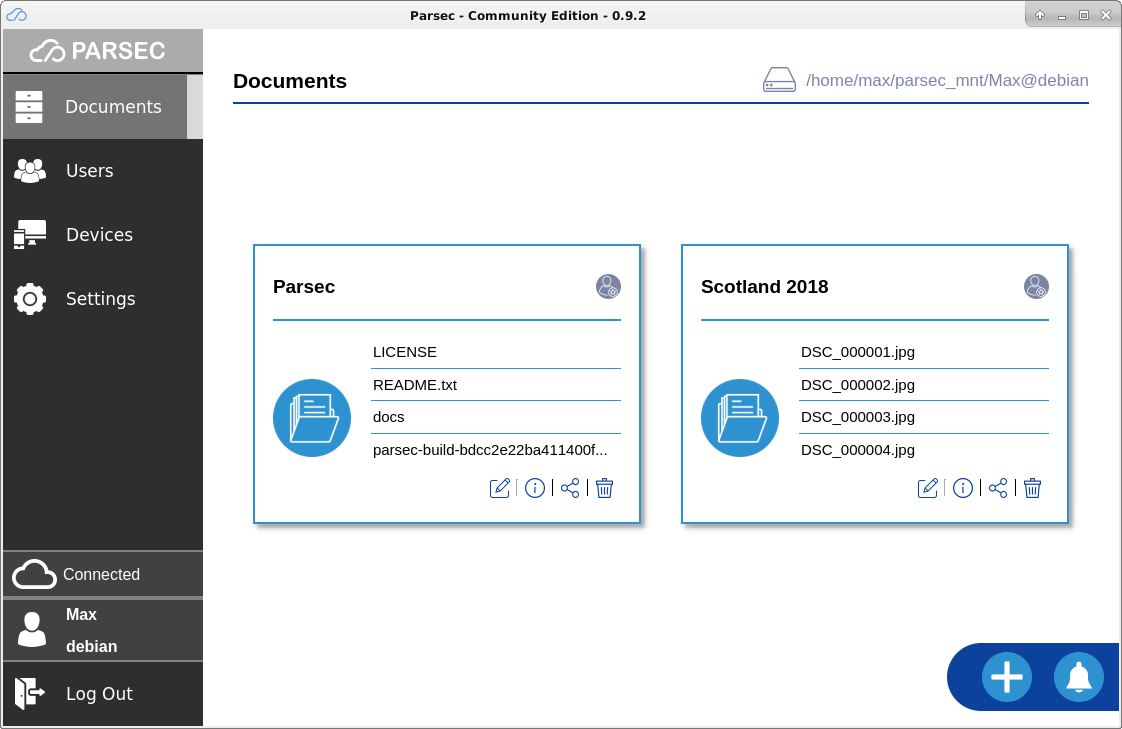 Parsec - Community Edition - 0.9.2
PARSEC
Documents
Users
Devices
Settings
Connected
Max
debian
Log Out
Documents
/home/max/parsec_mnt/Max@debian
Parsec
LICENSE
README.txt
docs
parsec-build-bdcc2e22ba411400f...
Scotland 2018
DSC_000001.jpg
DSC_000002.jpg
DSC_000003.jpg
DSC_000004.jpg